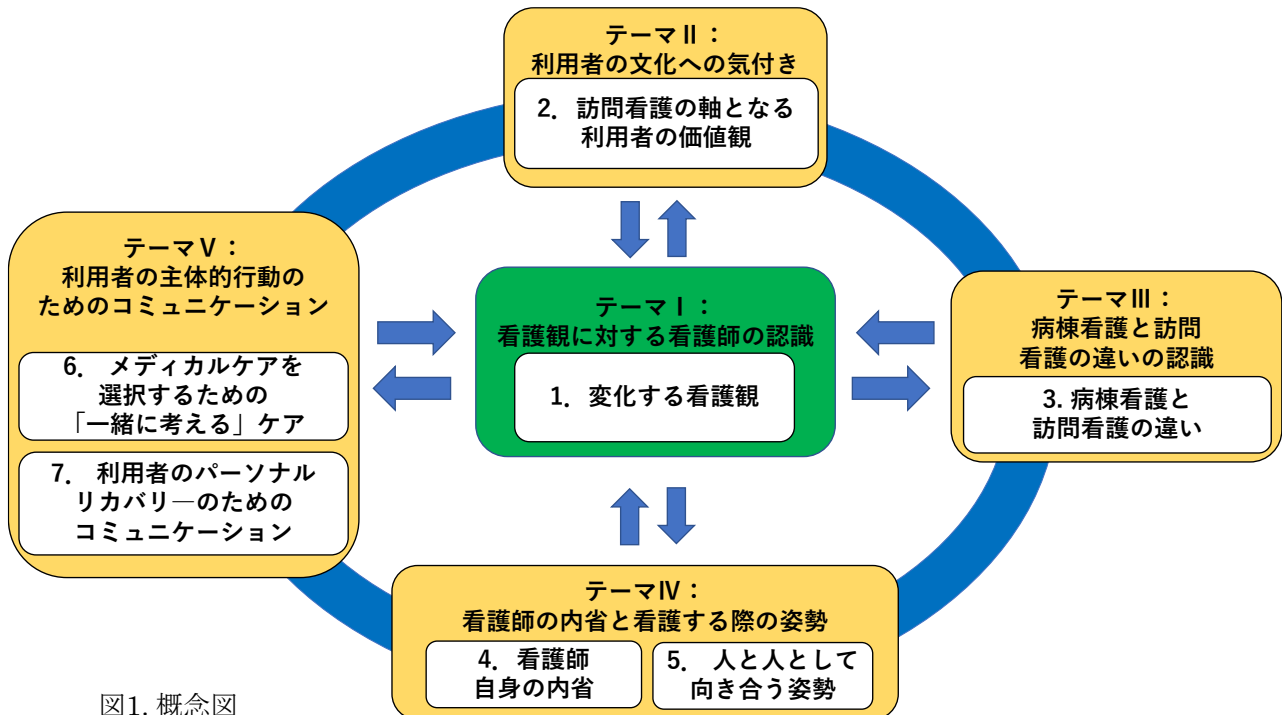 テーマⅡ：
利用者の文化への気付き
2. 訪問看護の軸となる
利用者の価値観
テーマⅤ：
利用者の主体的行動の
ためのコミュニケーション
6. メディカルケアを
選択するための
「一緒に考える」ケア
7. 利用者のパーソナル
リカバリ―のための
コミュニケーション
テーマⅠ：
看護観に対する看護師の認識
1. 変化する看護観
テーマⅢ：
病棟看護と訪問
看護の違いの認識
3. 病棟看護と
訪問看護の違い
テーマⅣ：
看護師の内省と看護する際の姿勢
4. 看護師
自身の内省
5. 人と人として
向き合う姿勢
図1. 概念図